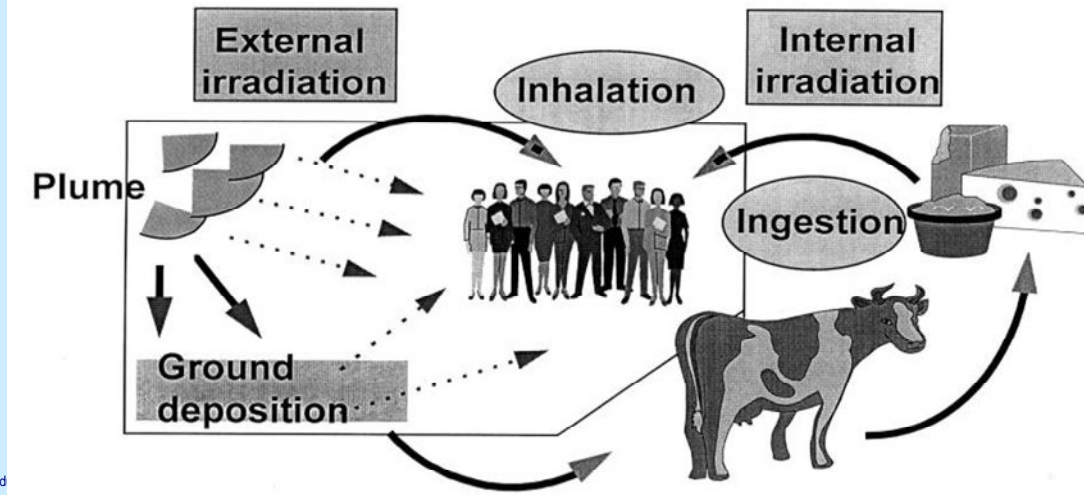 External
irradiation
Inhalation
Internal
irradiation
Plume
Ingestion
Ground
deposition
d